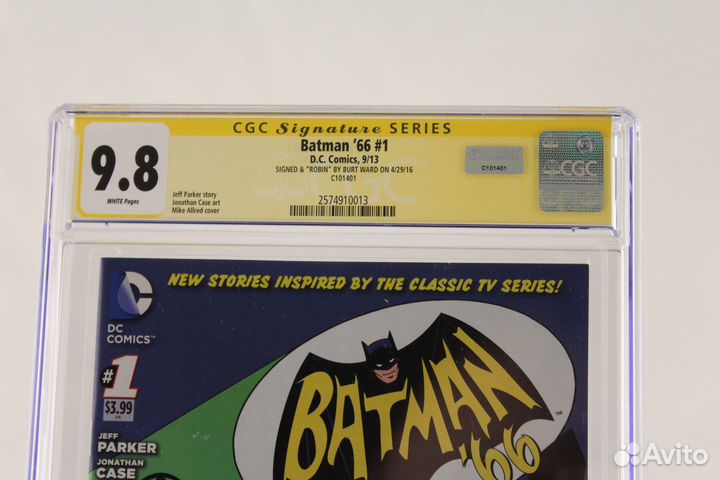 CGC Signature SERIES
9.8
WHITE Pages
Batman '66 #1
D.C. Comics, 9/13
SIGNED & "ROBIN" BY BURT WARD ON 4/29/16
C101401
Jeff Parker story
Jonathan Case art
Mike Allred cover
2574910013
C101401
CGC
NEW STORIES INSPIRED BY THE CLASSIC TV SERIES!
DC COMICS™
#1
$3.99
JEFF
PARKER
JONATHAN
CASE
BATMAN
'66
Avito